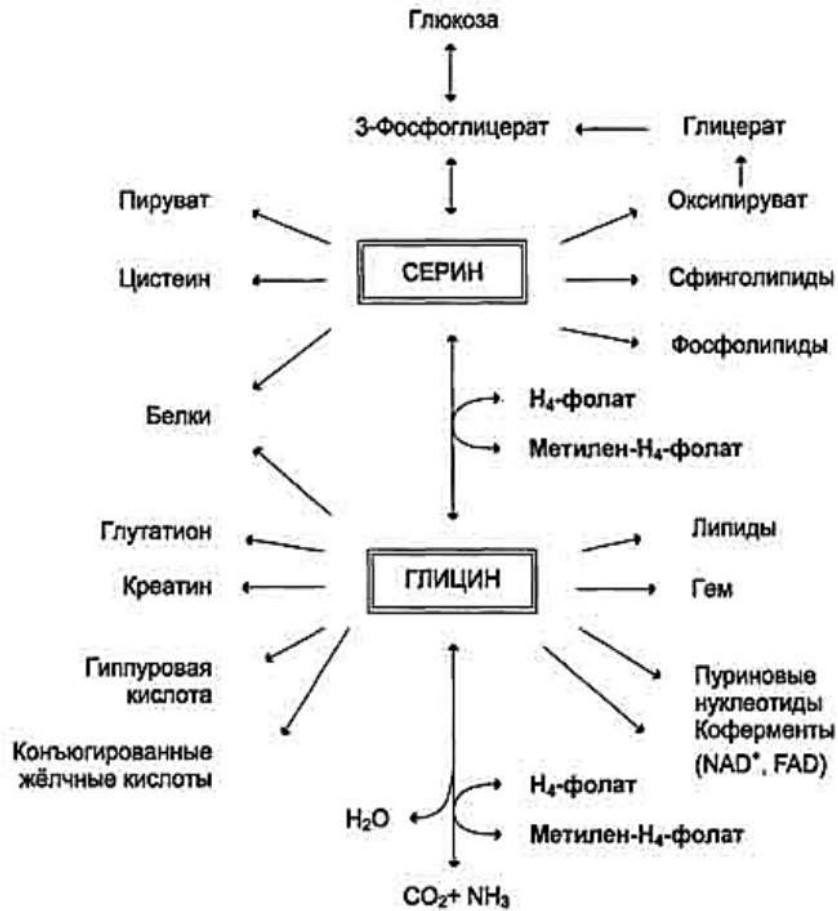 Глюкоза
3-Фосфоглицерат
Глицерат
Пируват
Оксипируват
СЕРИН
Цистеин
Сфинголипиды
Фосфолипиды
Белки
H₄-фолат
Метилен-H₄-фолат
Глутатион
Липиды
ГЛИЦИН
Креатин
Гем
Гиппуровая
кислота
Пуриновые
нуклеотиды
Коферменты
(NAD⁺, FAD)
Конъюгированные
жёлчные кислоты
H₄-фолат
H₂O
Метилен-H₄-фолат
CO₂+ NH₃